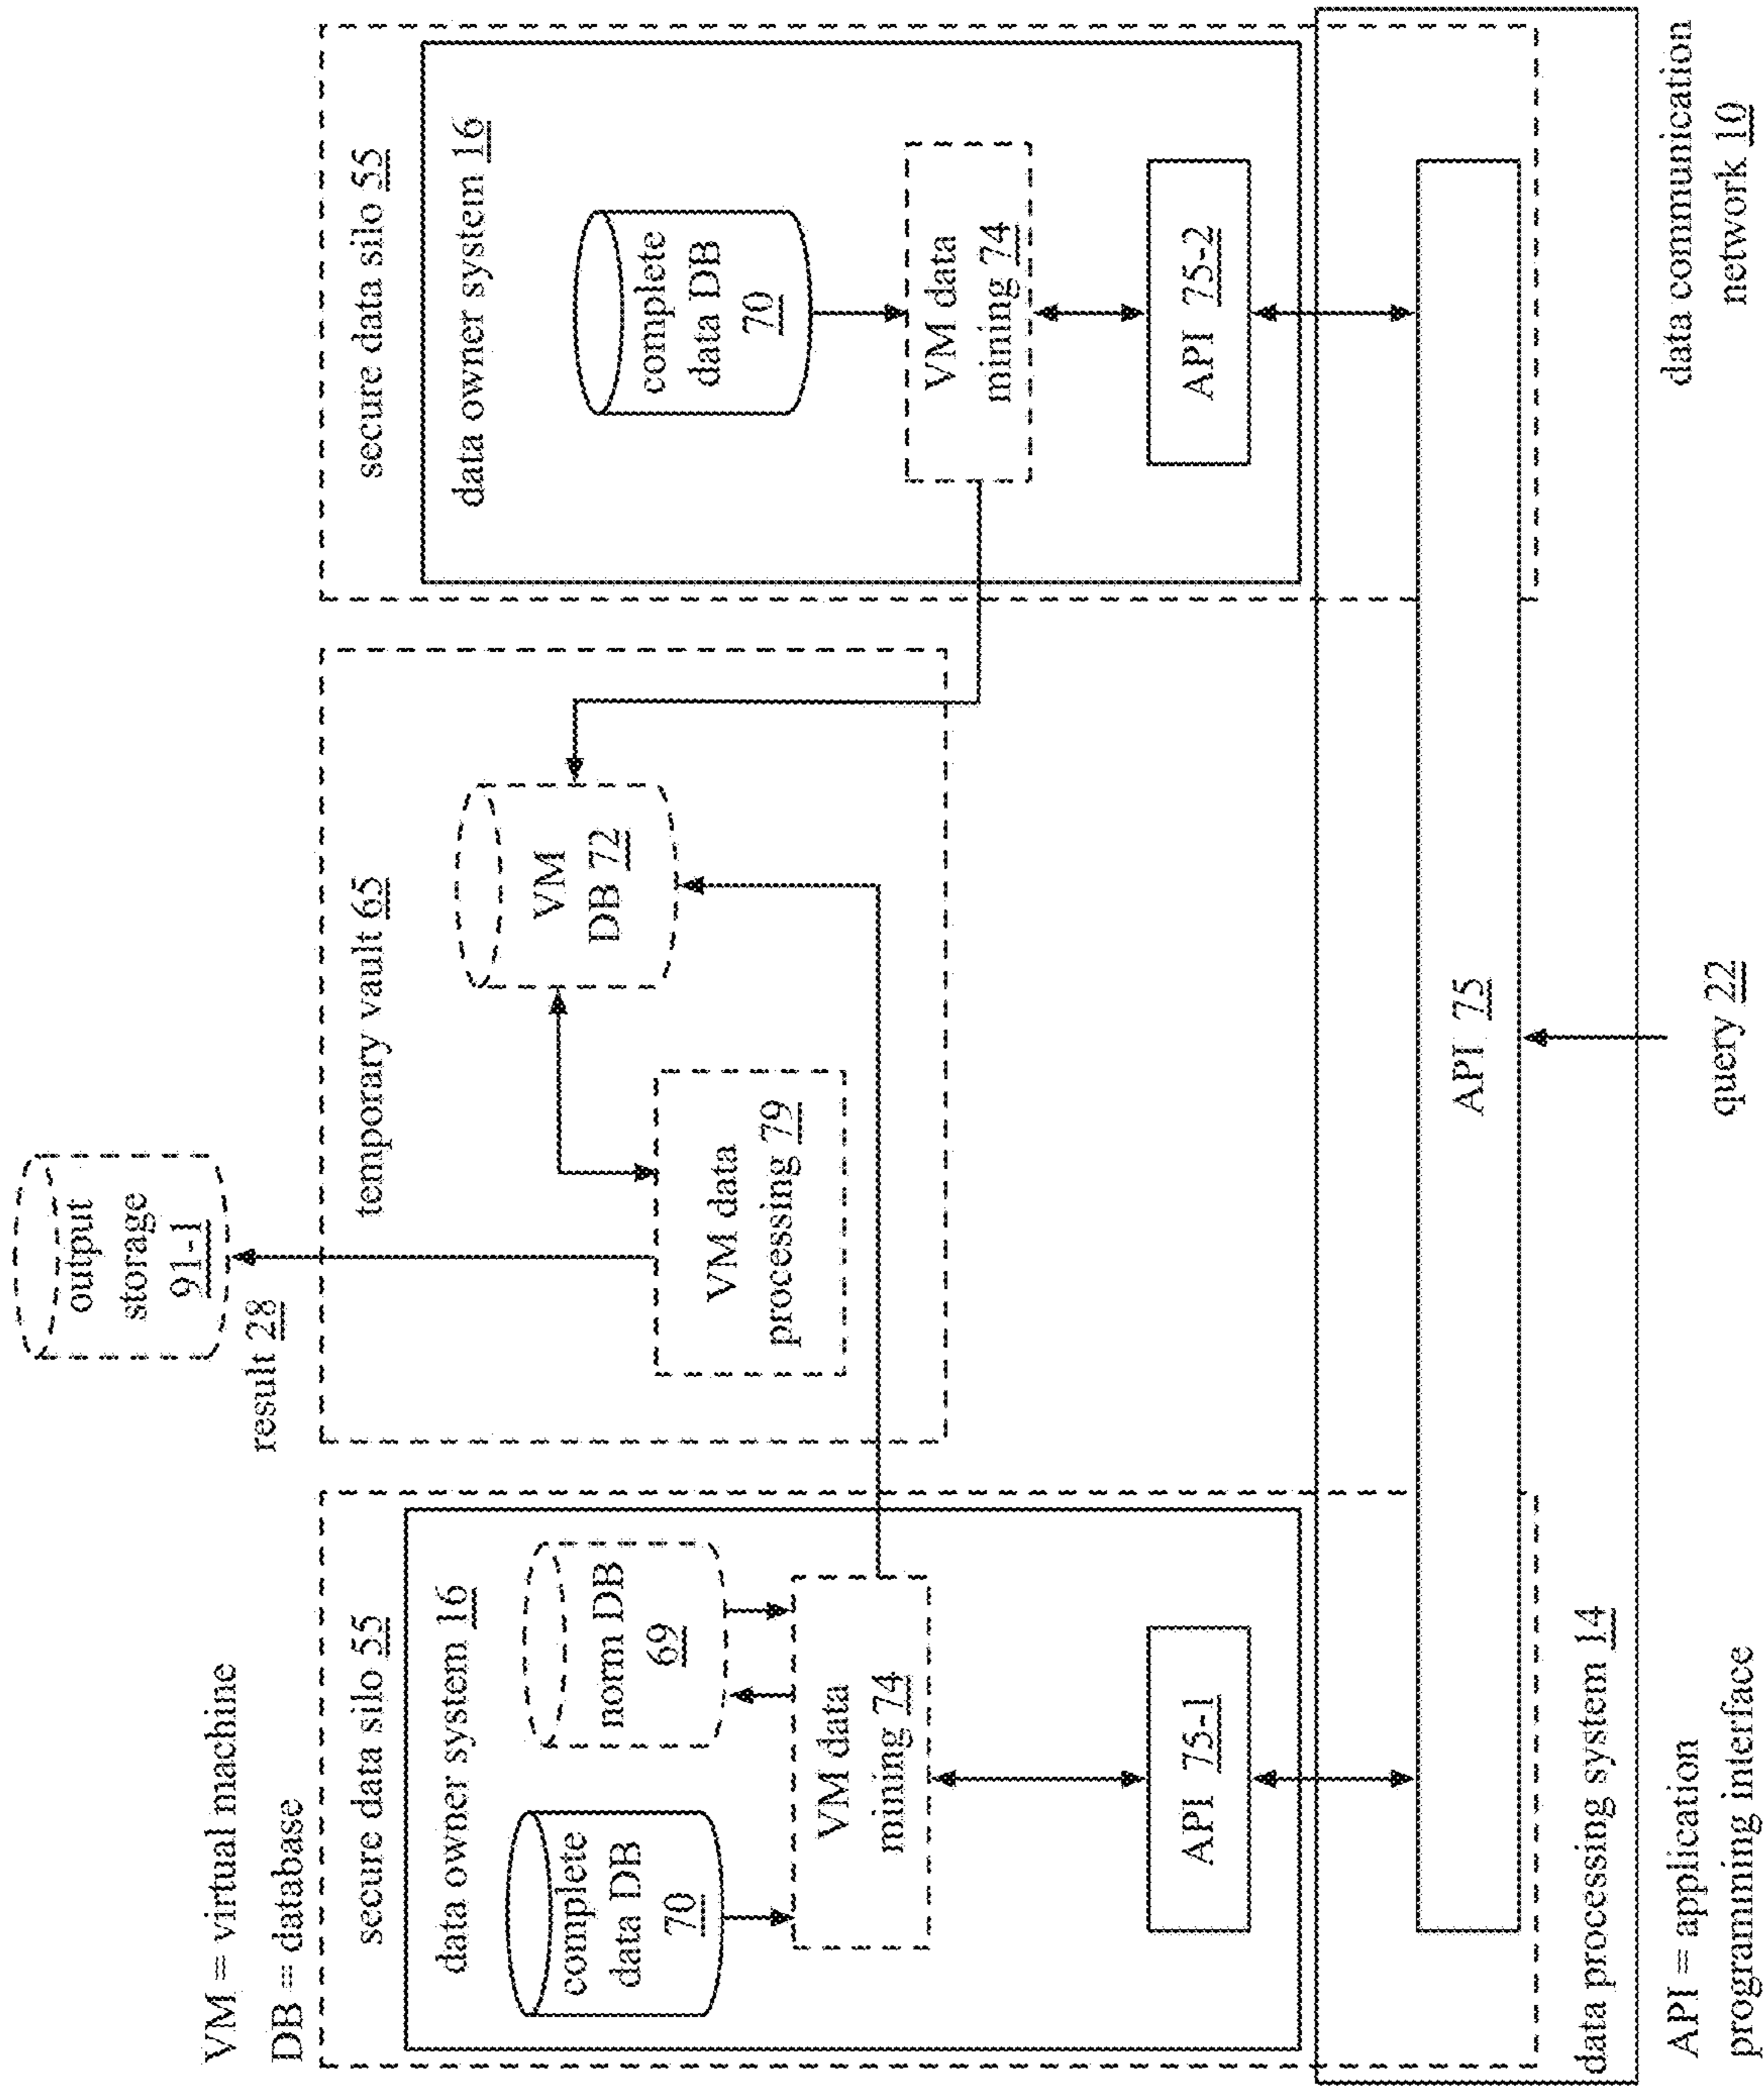 VM = virtual machine
DB = database
output
storage
91-1
result 28
secure data silo 55
data owner system 16
complete
data DB
70
norm DB
69
VM data
mining 74
API 75-1
temporary vault 65
VM
DB 72
VM data
processing 79
secure data silo 55
data owner system 16
complete
data DB
70
VM data
mining 74
API 75-2
API 75
data processing system 14
API = application
programming interface
query 22
data communication
network 10